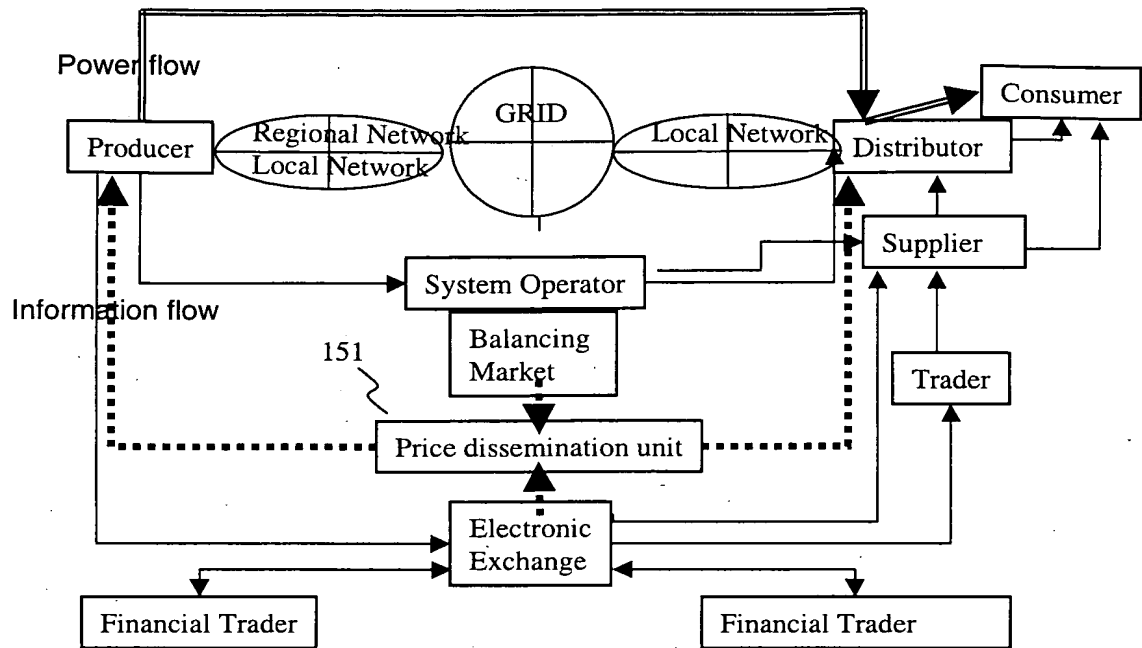 Power flow
Consumer
Producer
Regional Network
Local Network
GRID
Local Network
Distributor
Supplier
System Operator
Information flow
Balancing
Market
151
Trader
Price dissemination unit
Electronic
Exchange
Financial Trader
Financial Trader